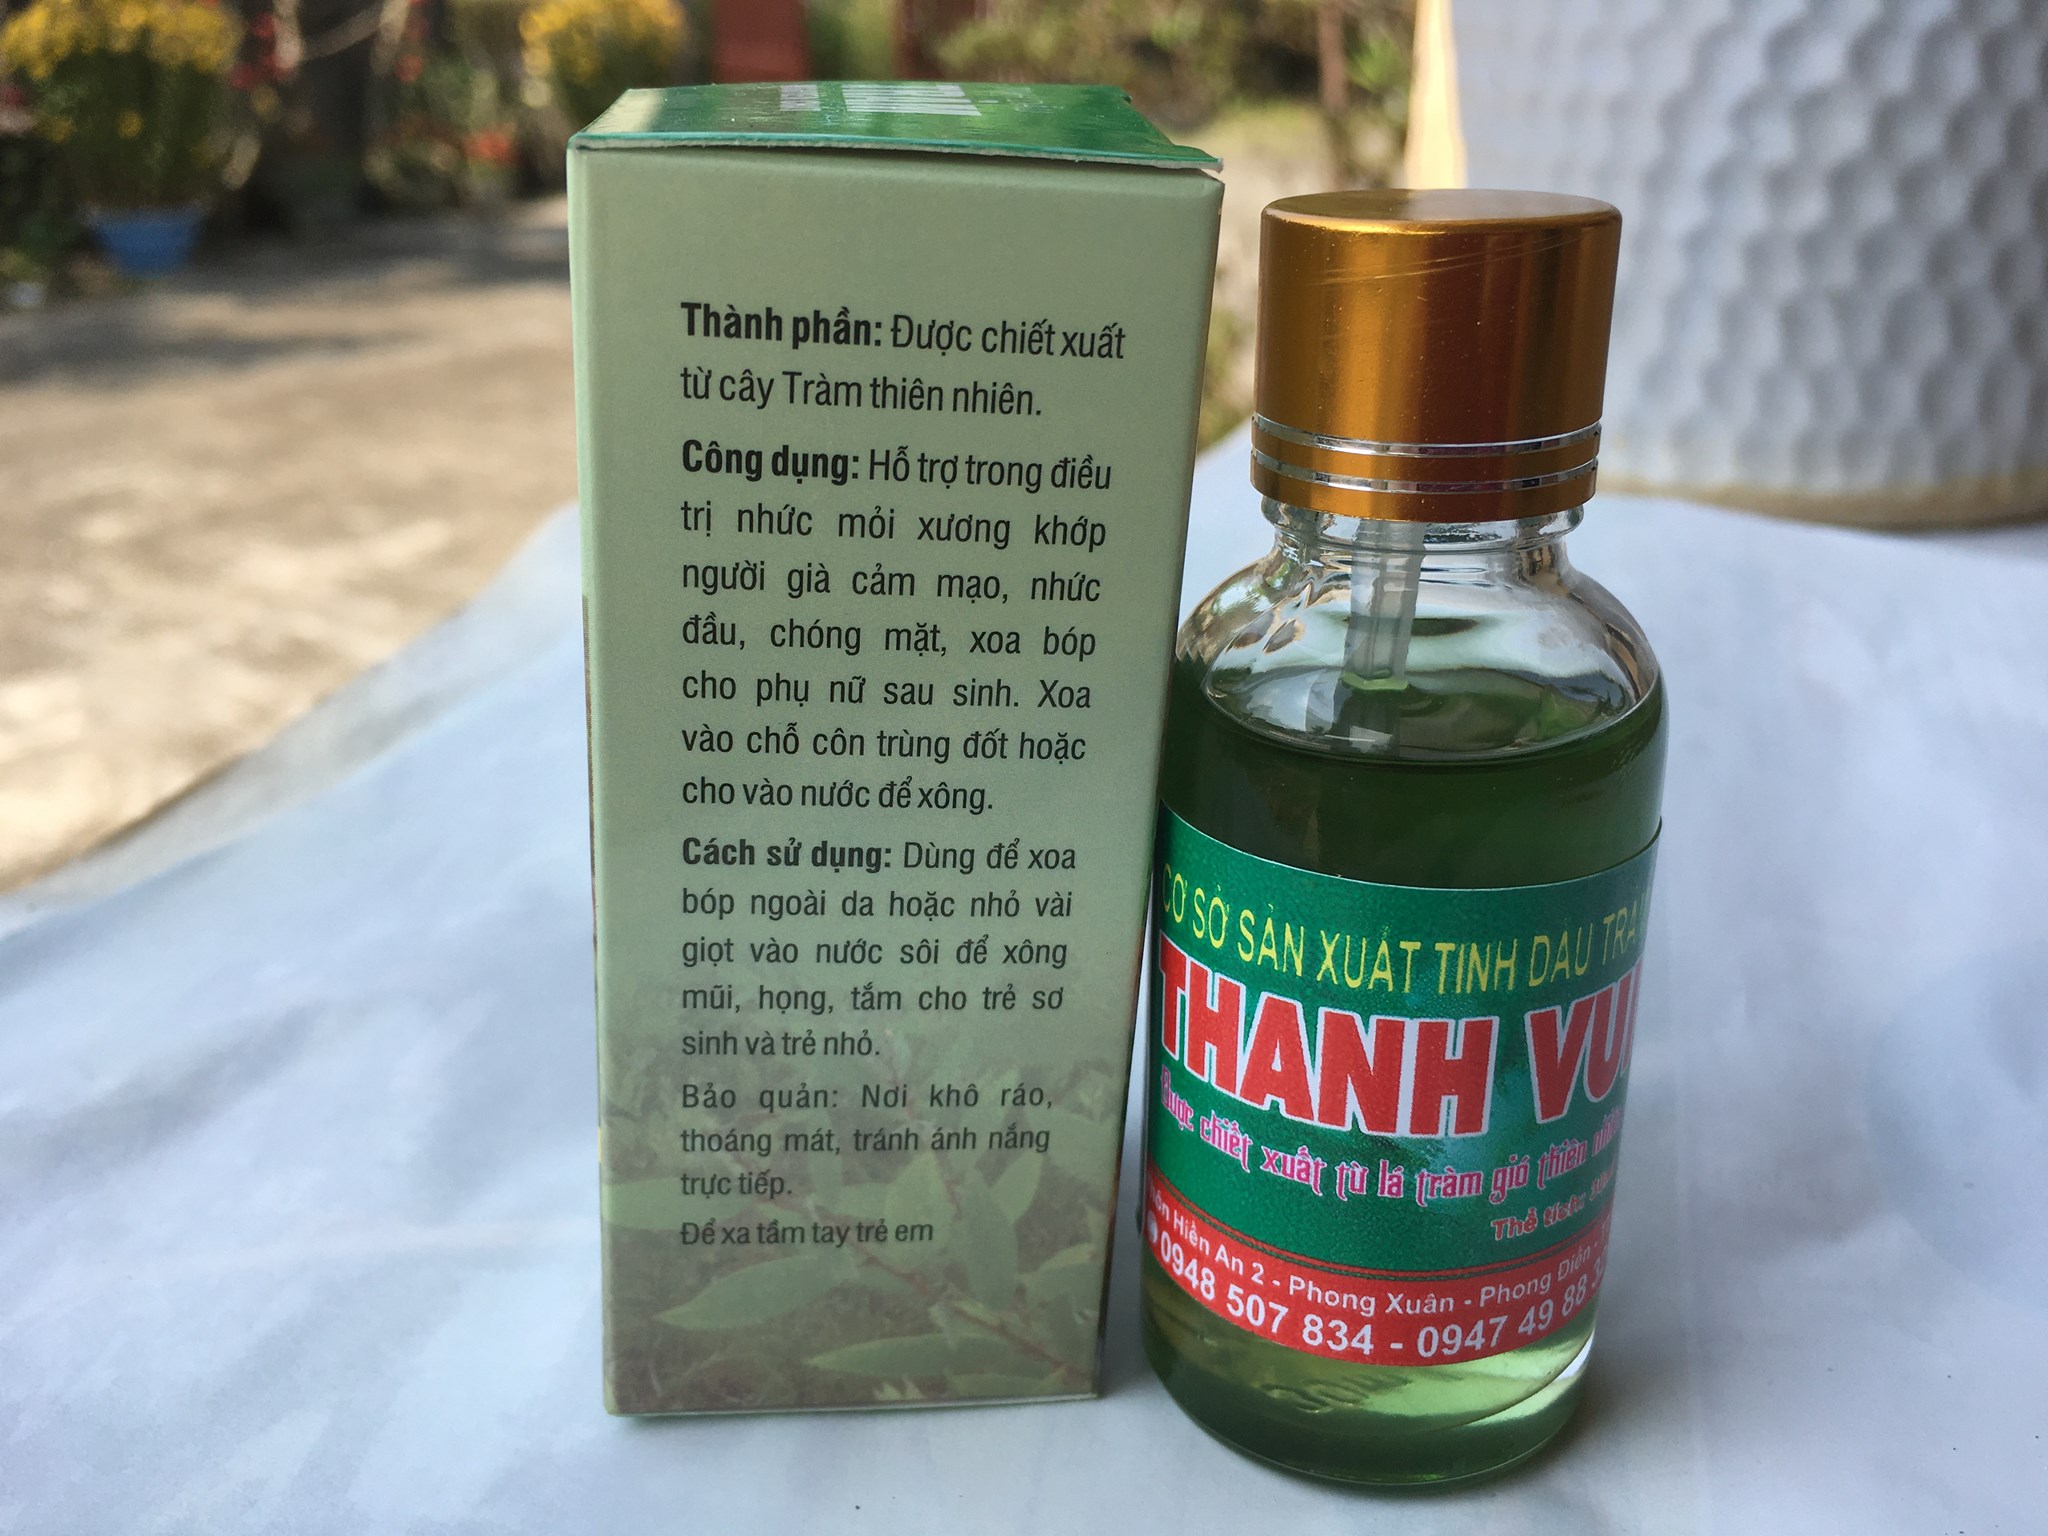 Thành phần: Được chiết xuất
từ cây Tràm thiên nhiên.
Công dụng: Hỗ trợ trong điều
trị nhức mỏi xương khớp
người già cảm mạo, nhức
đầu, chóng mặt, xoa bóp
cho phụ nữ sau sinh. Xoa
vào chỗ côn trùng đốt hoặc
cho vào nước để xông.
Cách sử dụng: Dùng để xoa
bóp ngoài da hoặc nhỏ vài
giọt vào nước sôi để xông
mũi, họng, tắm cho trẻ sơ
sinh và trẻ nhỏ.
Bảo quản: Nơi khô ráo,
thoáng mát, tránh ánh nắng
trực tiếp.
Để xa tầm tay trẻ em
CƠ SỞ SẢN XUẤT TINH DẦU
THANH
Được chiết xuất từ lá tràm gió thiên
Thể tích:
Hiền An 2 - Phong Xuân - Phong Điền -
0948 507 834 - 0947 49 88